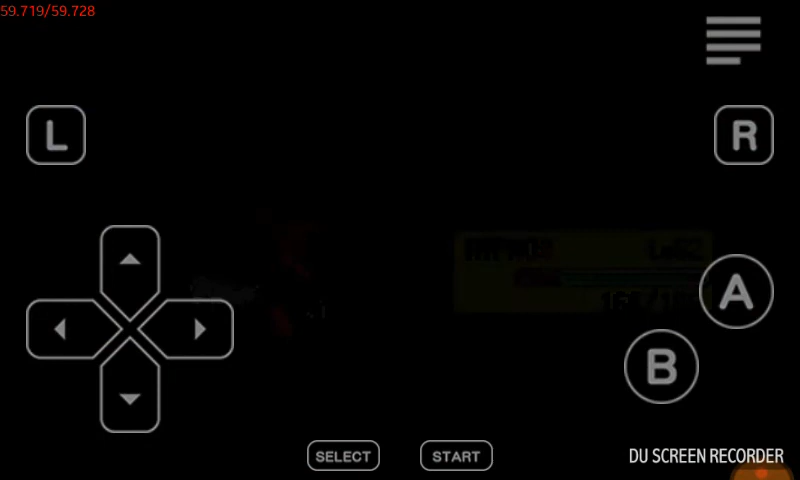 59.719/59.728
L
R
A
B
SELECT
START
DU SCREEN RECORDER